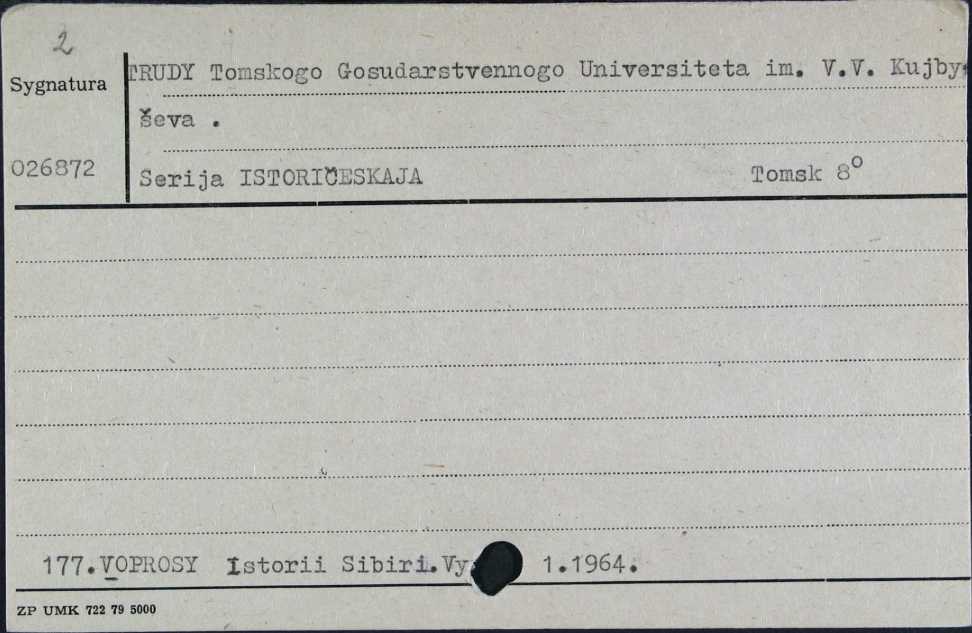 2
Sygnatura
TRUDY Tomskogo Gosudarstvennogo Universiteta im. V.V. Kujby
ševa .
026872
Serija ISTORIČESKAJA Tomsk 8°
177.VOPROSY Istorii Sibiri.Vy 1.1964.
ZP UMK 722 79 5000